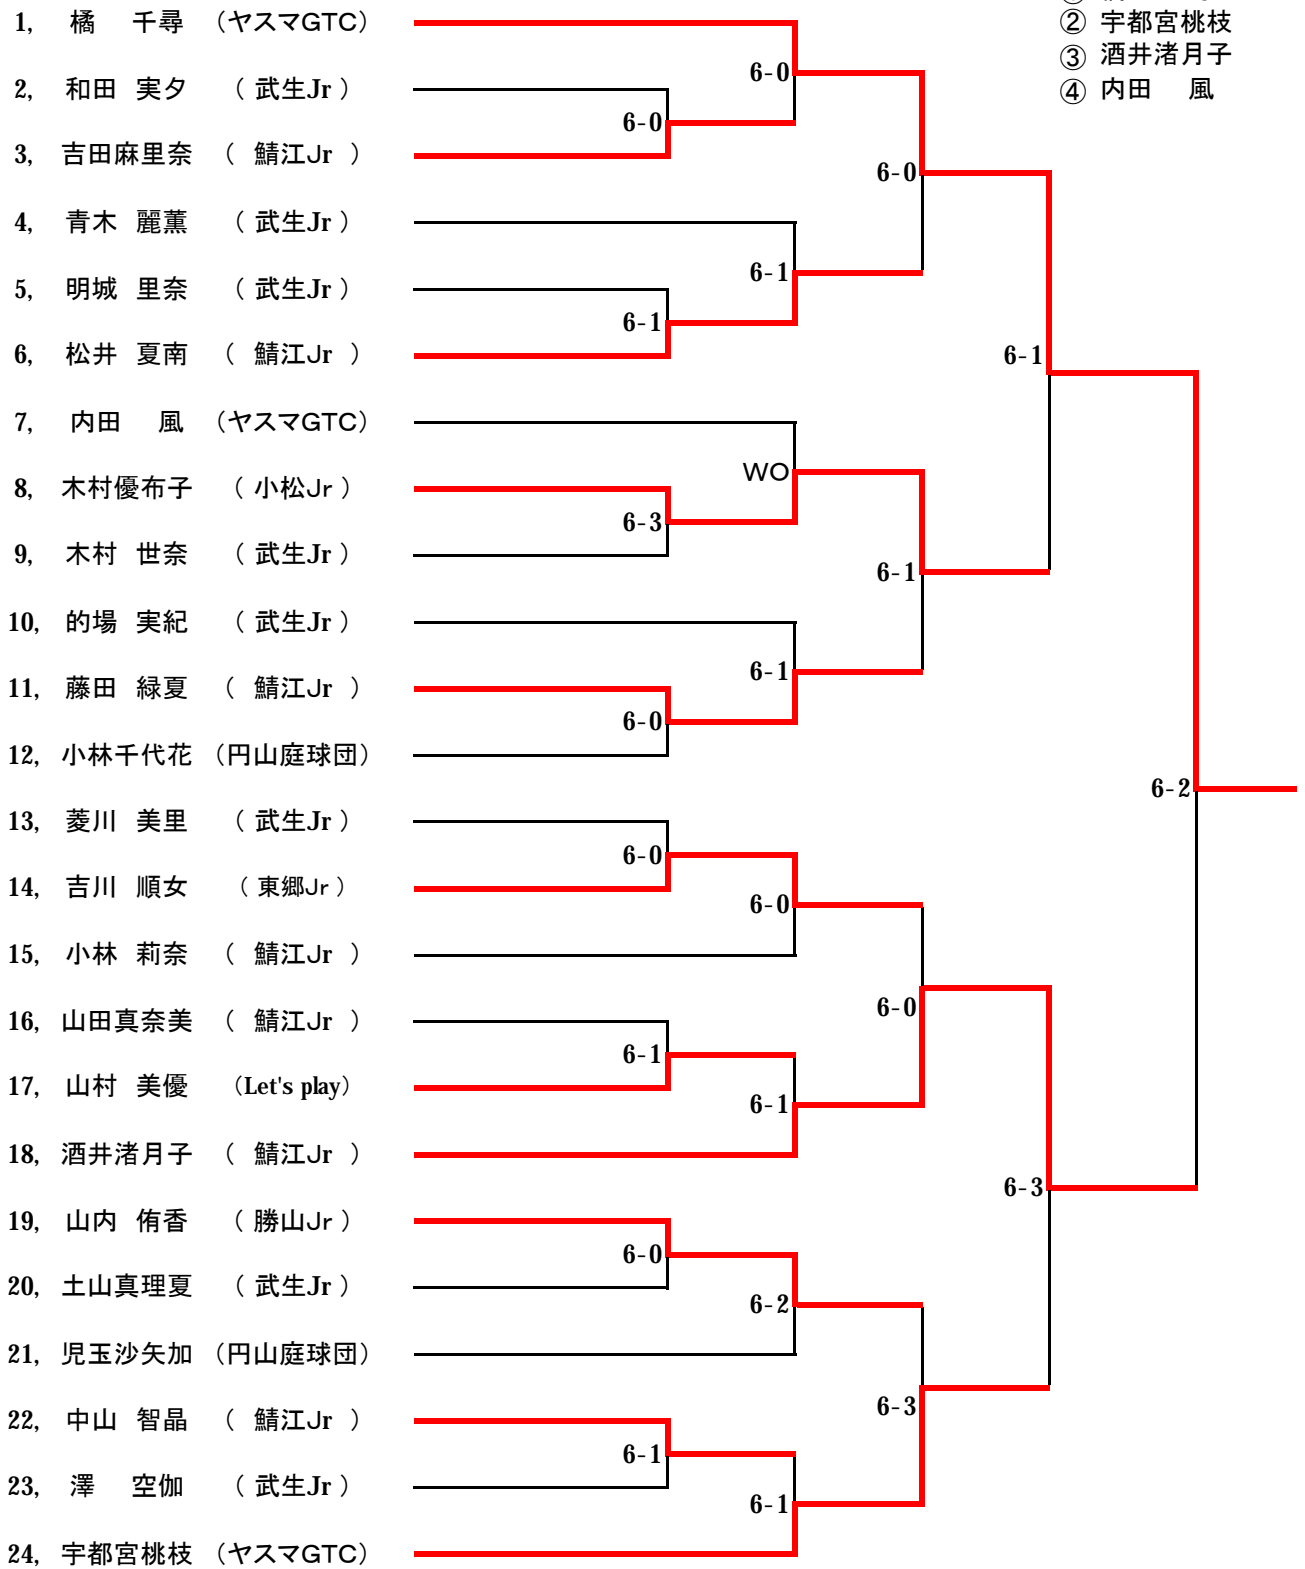 ② 宇都宮桃枝
③ 酒井渚月子
④ 内田 風
1, 橘 千尋 (ヤスマGTC)
6-0
2, 和田 実夕 ( 武生Jr )
6-0
3, 吉田麻里奈 ( 鯖江Jr )
6-0
4, 青木 麗薫 ( 武生Jr )
6-1
5, 明城 里奈 ( 武生Jr )
6-1
6, 松井 夏南 ( 鯖江Jr )
6-1
7, 内田 風 (ヤスマGTC)
WO
8, 木村優布子 ( 小松Jr )
6-3
9, 木村 世奈 ( 武生Jr )
6-1
10, 的場 実紀 ( 武生Jr )
6-1
11, 藤田 緑夏 ( 鯖江Jr )
6-0
12, 小林千代花 (円山庭球団)
6-2
13, 菱川 美里 ( 武生Jr )
6-0
14, 吉川 順女 ( 東郷Jr )
6-0
15, 小林 莉奈 ( 鯖江Jr )
6-0
16, 山田真奈美 ( 鯖江Jr )
6-1
17, 山村 美優 (Let's play)
6-1
18, 酒井渚月子 ( 鯖江Jr )
6-3
19, 山内 侑香 ( 勝山Jr )
6-0
20, 土山真理夏 ( 武生Jr )
6-2
21, 児玉沙矢加 (円山庭球団)
6-3
22, 中山 智晶 ( 鯖江Jr )
6-1
23, 澤 空伽 ( 武生Jr )
6-1
24, 宇都宮桃枝 (ヤスマGTC)